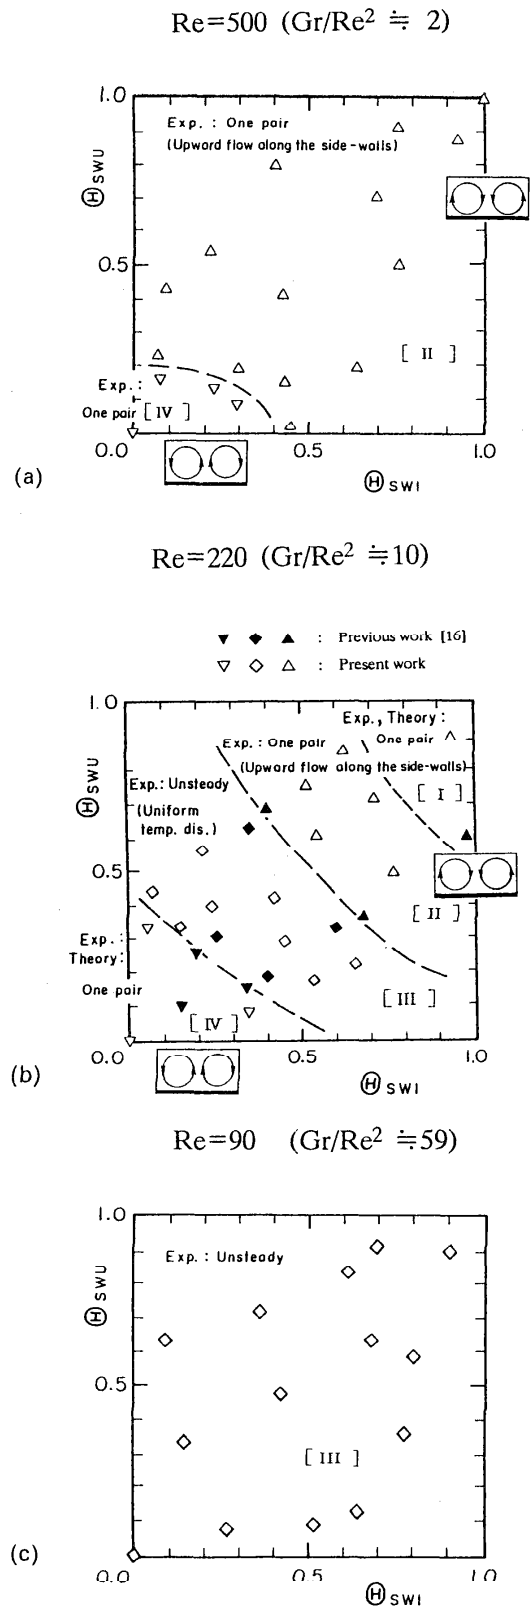 Re=500 (Gr/Re² ≒ 2)
1.0
Exp. : One pair
(Upward flow along the side-walls)
Ⓗ SWU
0.5
[ II ]
Exp. :
One pair [ IV ]
0.0 0.5 1.0
(a)
Ⓗ SWI
Re=220 (Gr/Re² ≒10)
▼ ◆ ▲ : Previous work [16]
▽ ◇ △ : Present work
1.0
Exp., Theory :
One pair
Exp. : One pair
(Upward flow along the side-walls)
Ⓗ SWU
Exp.: Unsteady
(Uniform
temp. dis.)
[ I ]
0.5
[ II ]
Exp. :
Theory :
One pair
[ III ]
[ IV ]
0.0 0.5 1.0
(b)
Ⓗ SWI
Re=90 (Gr/Re² ≒59)
1.0
Exp. : Unsteady
Ⓗ SWU
0.5
[ III ]
(c)
0.0 0.5 1.0
Ⓗ SWI